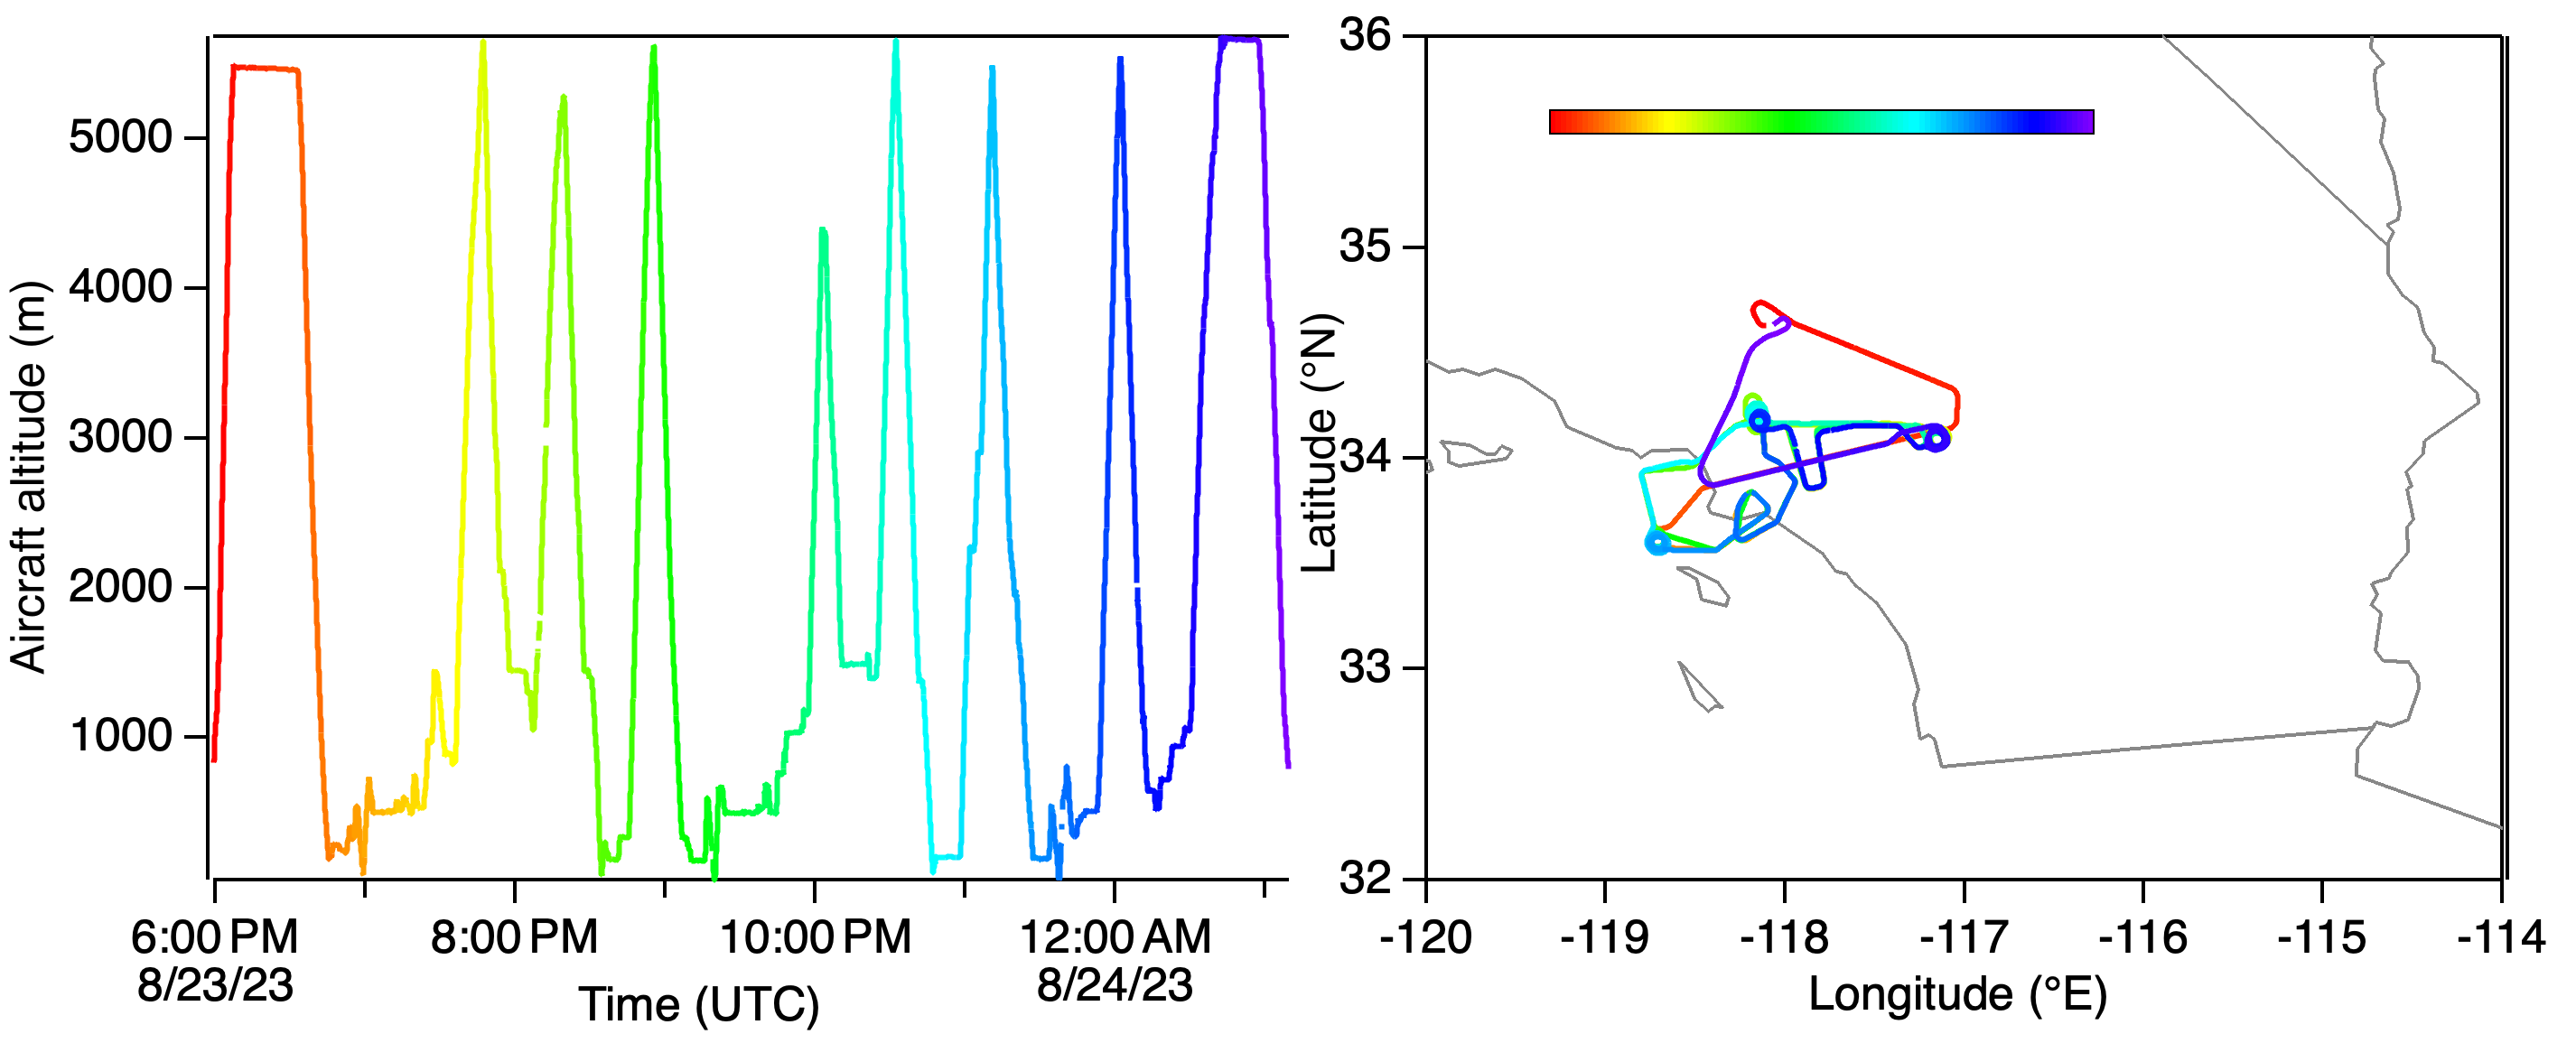 Aircraft altitude (m)
5000
4000
3000
2000
1000
6:00 PM 8:00 PM 10:00 PM 12:00 AM
8/23/23 8/24/23
Time (UTC)
Latitude (°N)
36
35
34
33
32
-120 -119 -118 -117 -116 -115 -114
Longitude (°E)